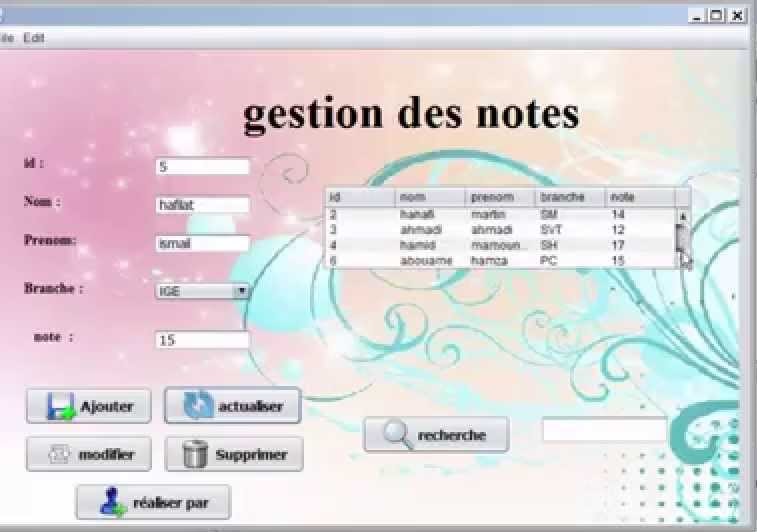 File Edit
gestion des notes
id : 5
Nom : hafilat
Prenom: ismail
Branche : IGE
note : 15
id nom prenom branche note
2 hanafi martin SM 14
3 ahmadi ahmadi SVT 12
4 hamid mamoun... SH 17
6 abouame hamza PC 15
Ajouter actualiser
modifier Supprimer
recherche
réaliser par